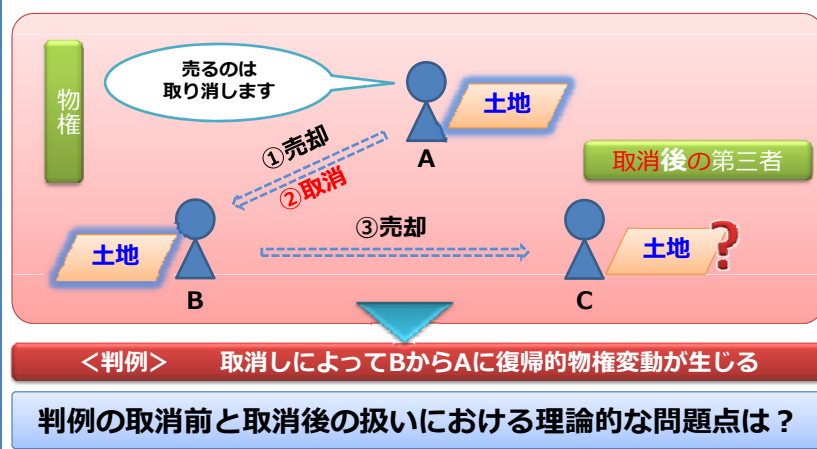 物権
売るのは
取り消します
土地
A
①売却
②取消
取消後の第三者
③売却
土地
B
土地
?
C
<判例> 取消しによってBからAに復帰的物権変動が生じる
判例の取消前と取消後の扱いにおける理論的な問題点は?